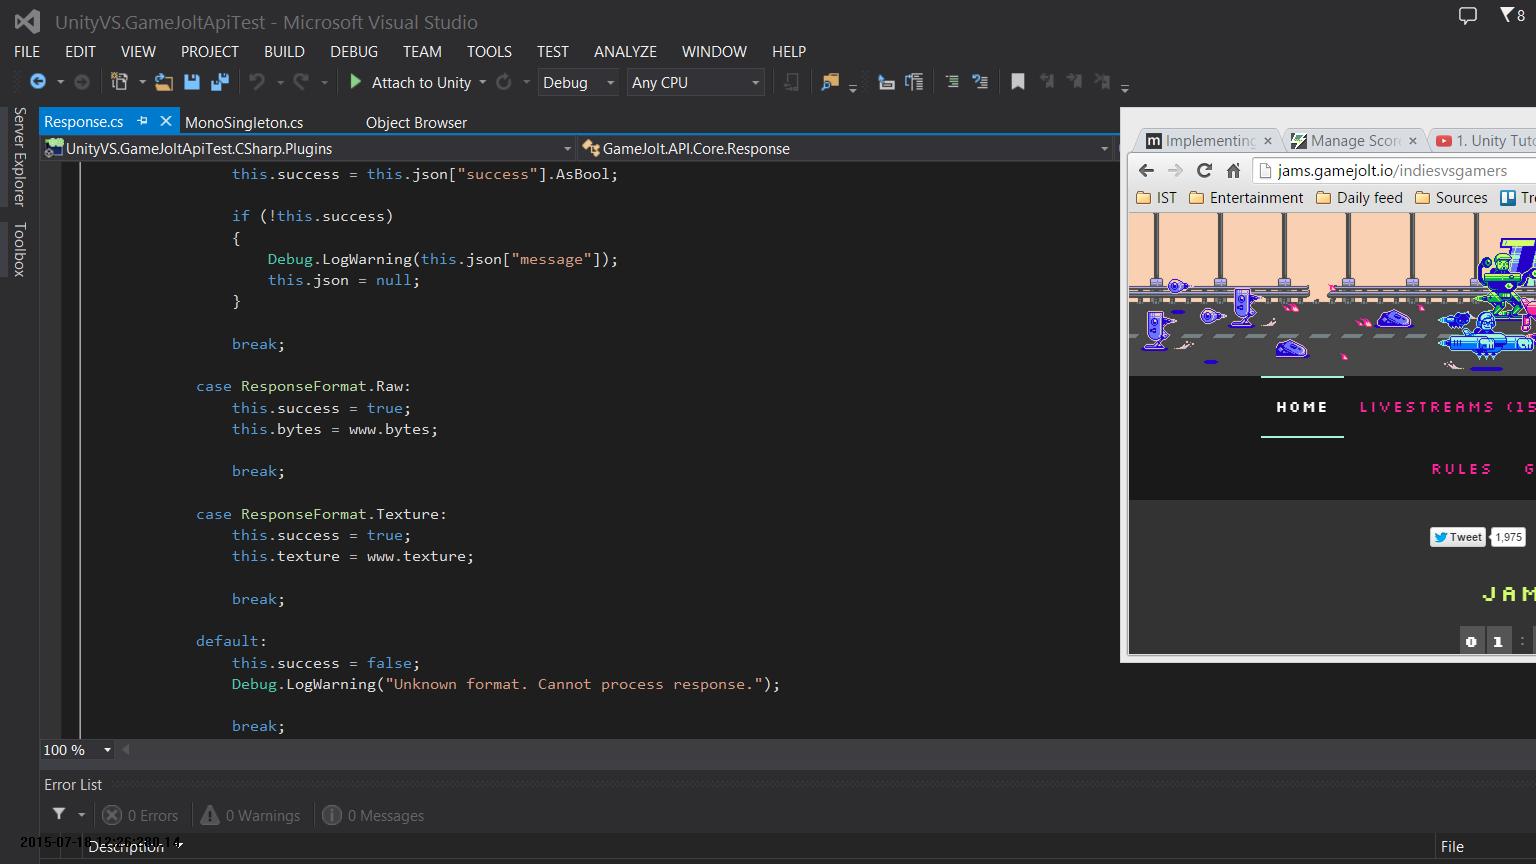 UnityVS.GameJoltApiTest - Microsoft Visual Studio
8
FILE EDIT VIEW PROJECT BUILD DEBUG TEAM TOOLS TEST ANALYZE WINDOW HELP
Attach to Unity Debug Any CPU
Server Explorer
Toolbox
Response.cs MonoSingleton.cs Object Browser
UnityVS.GameJoltApiTest.CSharp.Plugins GameJolt.API.Core.Response
this.success = this.json["success"].AsBool;
if (!this.success)
{
Debug.LogWarning(this.json["message"]);
this.json = null;
}
break;
case ResponseFormat.Raw:
this.success = true;
this.bytes = www.bytes;
break;
case ResponseFormat.Texture:
this.success = true;
this.texture = www.texture;
break;
default:
this.success = false;
Debug.LogWarning("Unknown format. Cannot process response.");
break;
100 %
Error List
0 Errors 0 Warnings 0 Messages
Description File
Implementing Manage Scor 1. Unity Tut
jams.gamejolt.io/indiesvsgamers
IST Entertainment Daily feed Sources Tr
HOME LIVESTREAMS (15
RULES G
Tweet 1,975
JAM
0 1 :